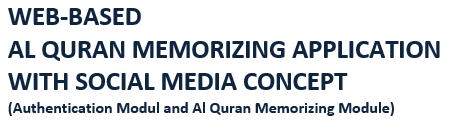 WEB-BASED
AL QURAN MEMORIZING APPLICATION
WITH SOCIAL MEDIA CONCEPT
(Authentication Modul and Al Quran Memorizing Module)